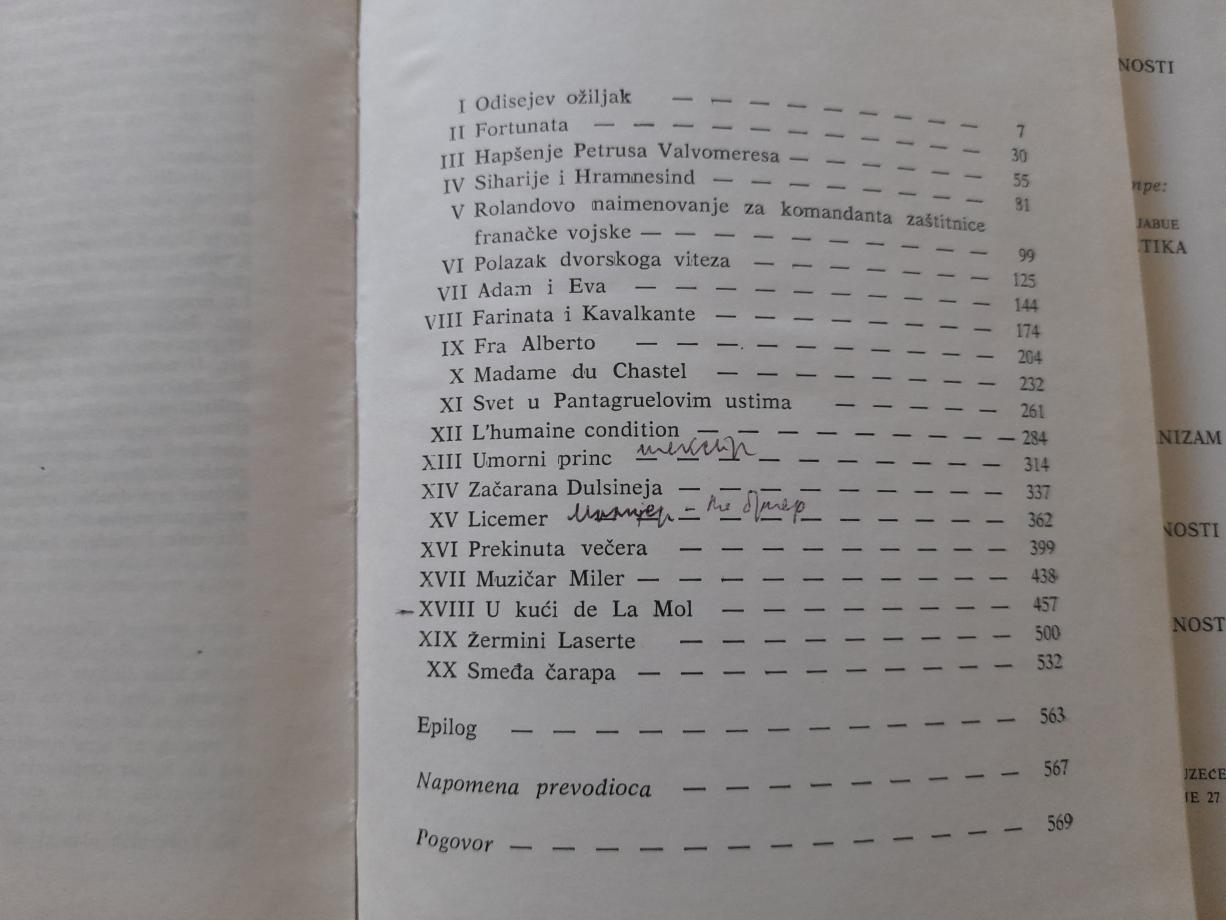 I Odisejev ožiljak — — — — — — — — 7
II Fortunata — — — — — — — — — — 30
III Hapšenje Petrusa Valvomeresa — — — — — 55
IV Siharije i Hramnesind — — — — — — — 81
V Rolandovo naimenovanje za komandanta zaštitnice
franačke vojske — — — — — — — — — 99
VI Polazak dvorskoga viteza — — — — — — 125
VII Adam i Eva — — — — — — — — — 144
VIII Farinata i Kavalkante — — — — — — — 174
IX Fra Alberto — — — — — — — — — 204
X Madame du Chastel — — — — — — — 232
XI Svet u Pantagruelovim ustima — — — — 261
XII L'humaine condition — — — — — — — — 284
XIII Umorni princ — — — — — — — — — 314
XIV Začarana Dulsineja — — — — — — — — 337
XV Licemer — — — — — — — — 362
XVI Prekinuta večera — — — — — — — — 399
XVII Muzičar Miler — — — — — — — — — 438
XVIII U kući de La Mol — — — — — — — 457
XIX Žermini Laserte — — — — — — — — 500
XX Smeđa čarapa — — — — — — — — — 532
Epilog — — — — — — — — — — — — 563
Napomena prevodioca — — — — — — — — 567
Pogovor — — — — — — — — — — — — 569
NOSTI
mpe:
JABUE
TIKA
NIZAM
NOSTI
NOST
UZEĆE
JE 27